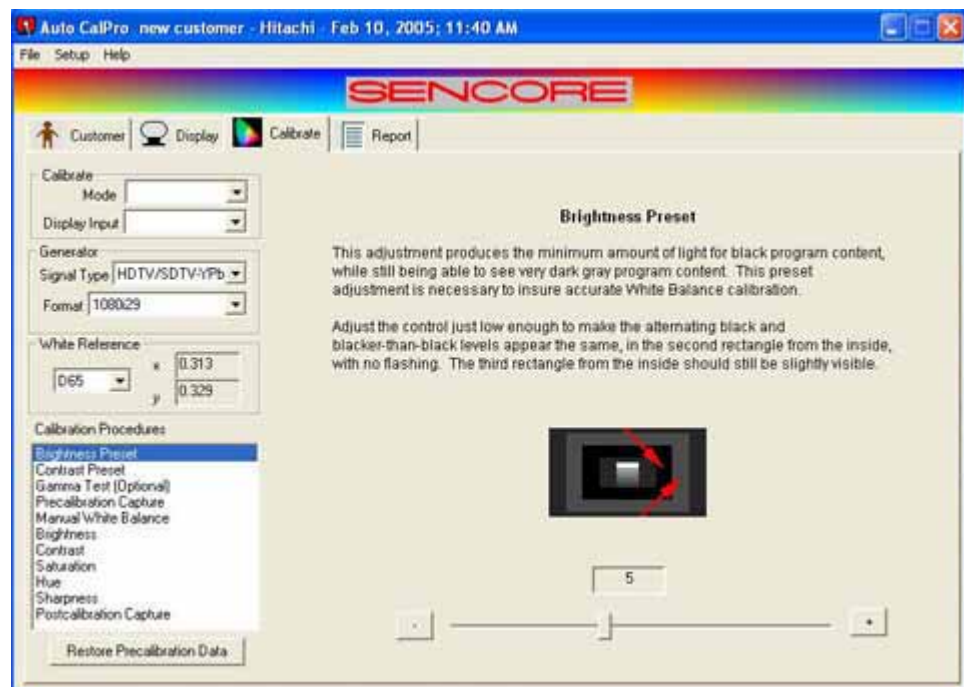 Auto CalPro new customer - Hitachi - Feb 10, 2005; 11:40 AM
File Setup Help
SENCORE
Customer Display Calibrate Report
Calibrate
Mode
Display Input
Generator
Signal Type HDTV/SDTV-YPb
Format 1080i29
White Reference
D65
x 0.313
y 0.329
Calibration Procedures
Brightness Preset
Contrast Preset
Gamma Test (Optional)
Precalibration Capture
Manual White Balance
Brightness
Contrast
Saturation
Hue
Sharpness
Postcalibration Capture
Restore Precalibration Data
Brightness Preset
This adjustment produces the minimum amount of light for black program content,
while still being able to see very dark gray program content. This preset
adjustment is necessary to insure accurate White Balance calibration.
Adjust the control just low enough to make the alternating black and
blacker-than-black levels appear the same, in the second rectangle from the inside,
with no flashing. The third rectangle from the inside should still be slightly visible.
5
- +